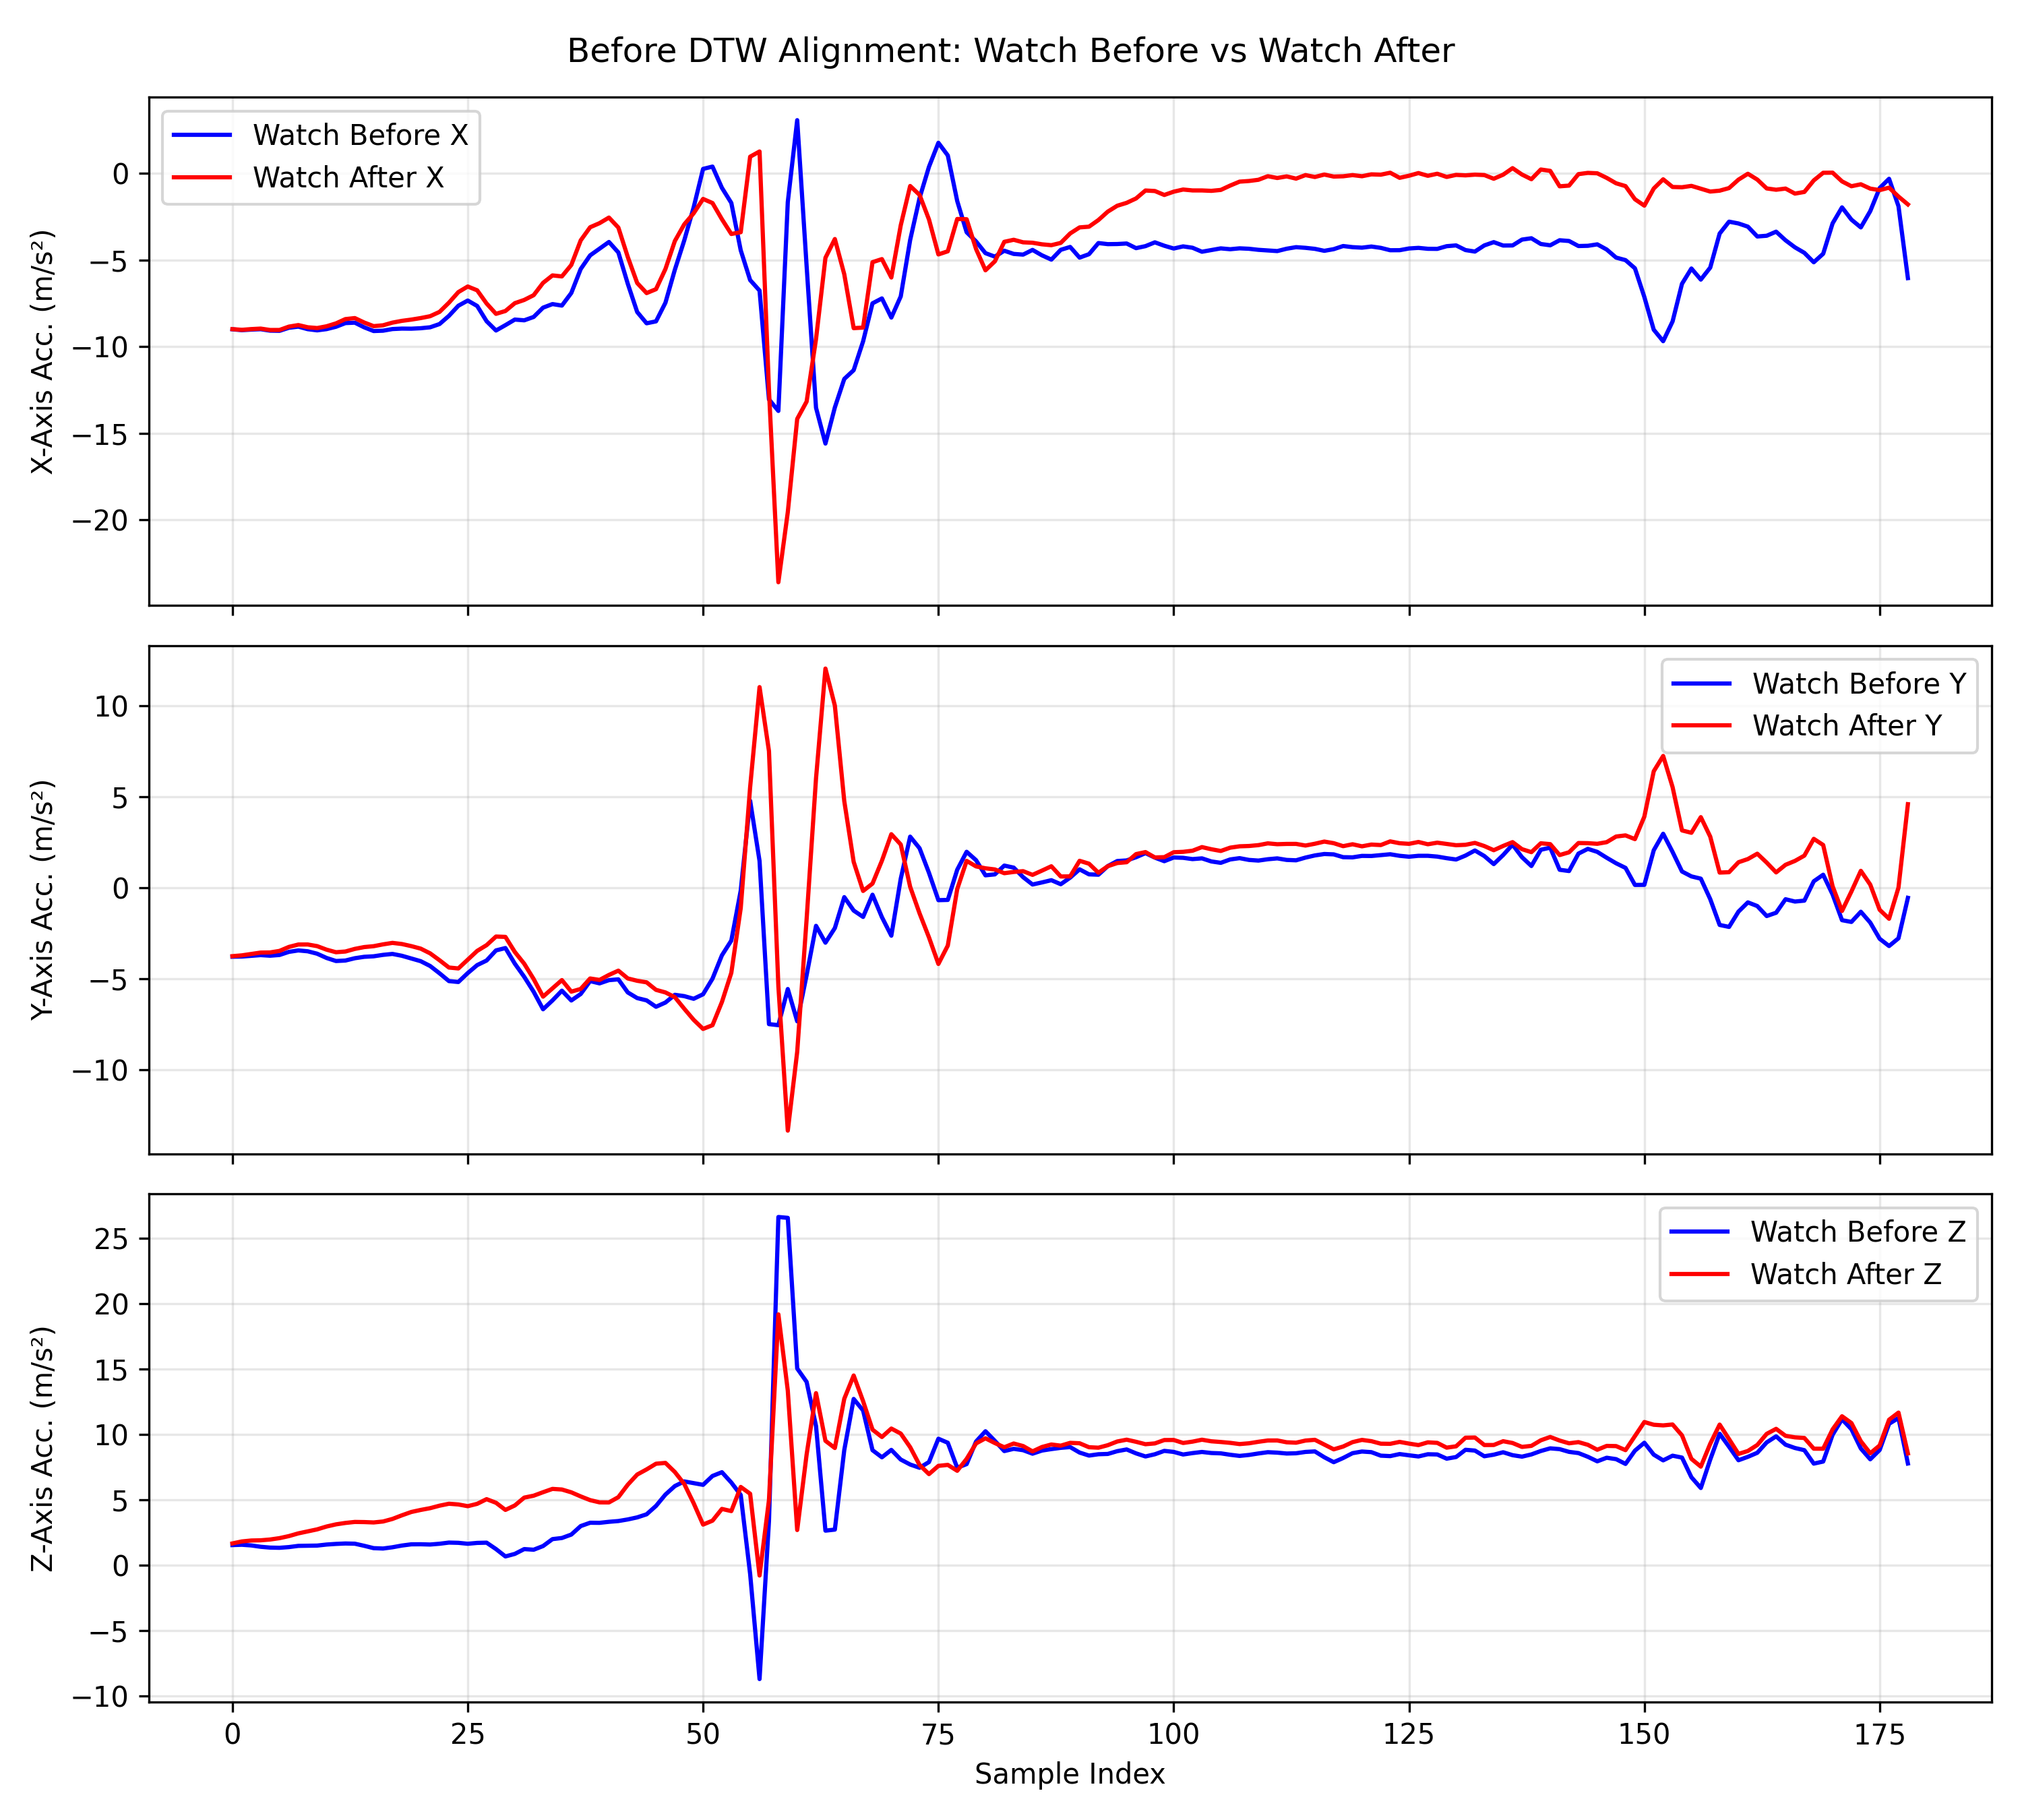 Before DTW Alignment: Watch Before vs Watch After
Watch Before X
Watch After X
0
−5
−10
−15
−20
X-Axis Acc. (m/s²)
Watch Before Y
Watch After Y
10
5
0
−5
−10
Y-Axis Acc. (m/s²)
Watch Before Z
Watch After Z
25
20
15
10
5
0
−5
−10
Z-Axis Acc. (m/s²)
0 25 50 75 100 125 150 175
Sample Index